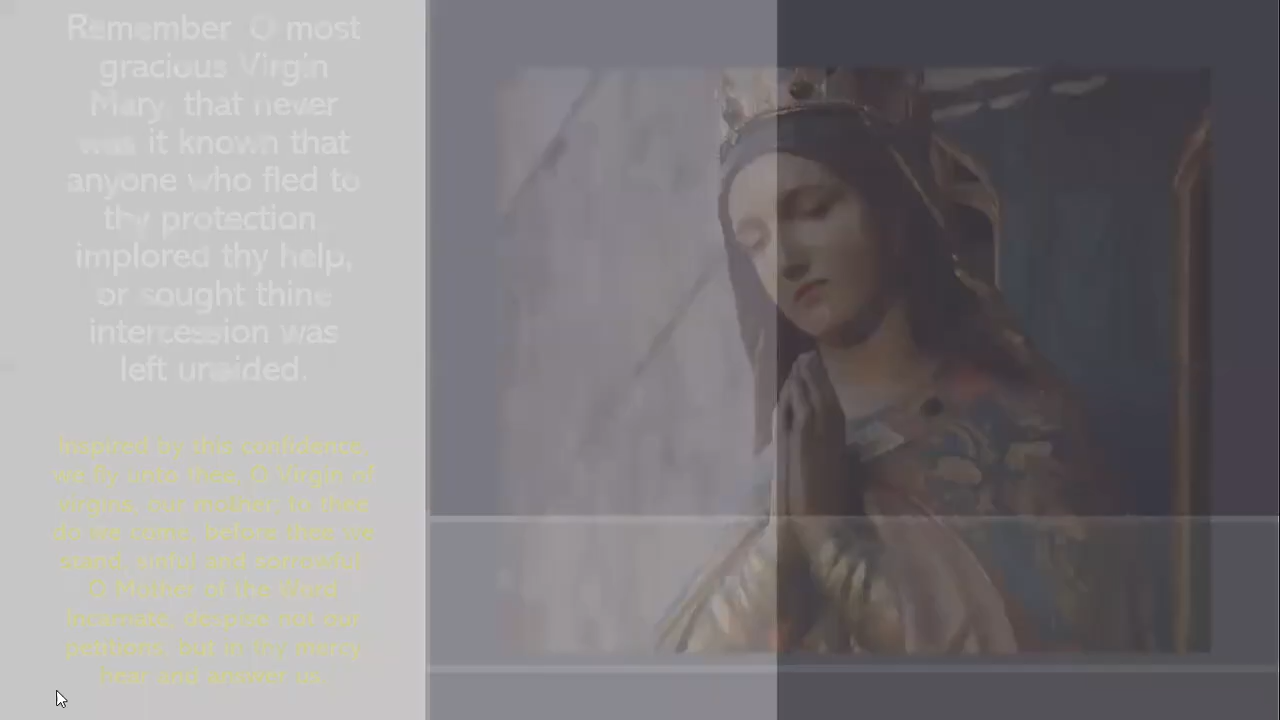 Remember O most
gracious Virgin
Mary, that never
was it known that
anyone who fled to
thy protection
implored thy help,
or sought thine
intercession was
left unaided.
Inspired by this confidence,
we fly unto thee, O Virgin of
virgins, our mother; to thee
do we come, before thee we
stand, sinful and sorrowful.
O Mother of the Word
Incarnate, despise not our
petitions, but in thy mercy
hear and answer us.